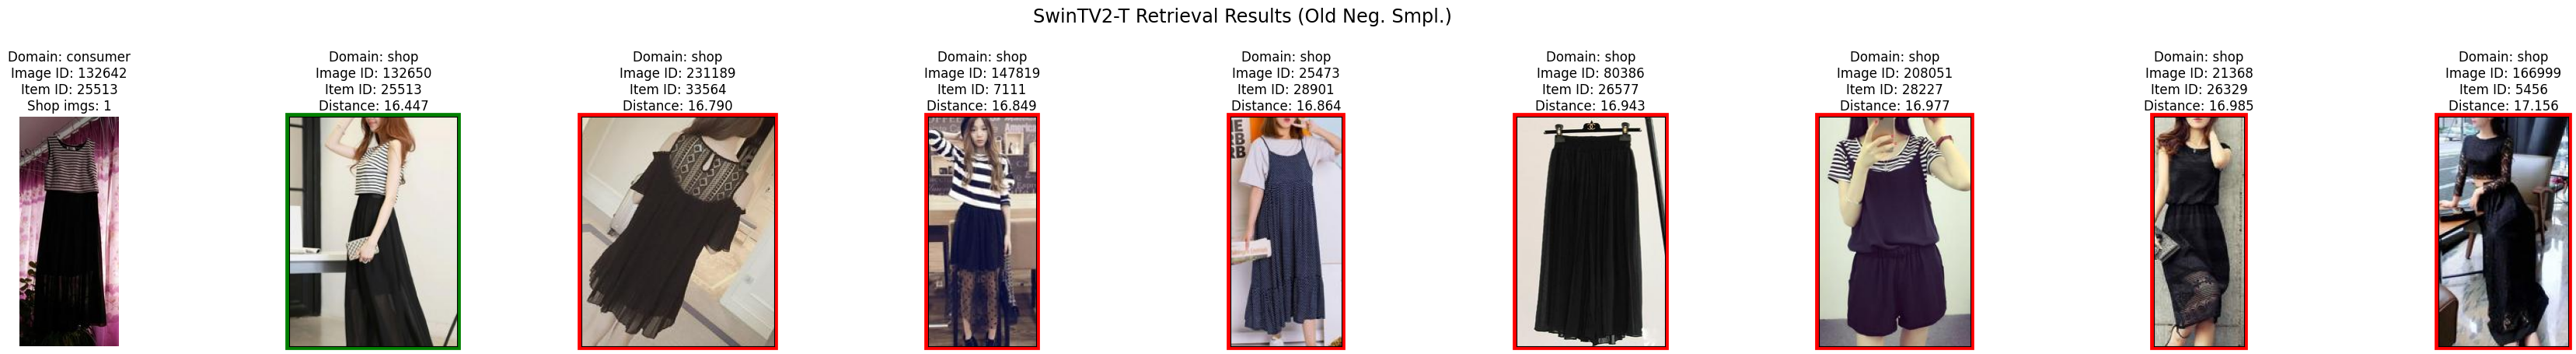 SwinTV2-T Retrieval Results (Old Neg. Smpl.)
Domain: consumer
Image ID: 132642
Item ID: 25513
Shop imgs: 1
Domain: shop
Image ID: 132650
Item ID: 25513
Distance: 16.447
Domain: shop
Image ID: 231189
Item ID: 33564
Distance: 16.790
Domain: shop
Image ID: 147819
Item ID: 7111
Distance: 16.849
Domain: shop
Image ID: 25473
Item ID: 28901
Distance: 16.864
Domain: shop
Image ID: 80386
Item ID: 26577
Distance: 16.943
Domain: shop
Image ID: 208051
Item ID: 28227
Distance: 16.977
Domain: shop
Image ID: 21368
Item ID: 26329
Distance: 16.985
Domain: shop
Image ID: 166999
Item ID: 5456
Distance: 17.156